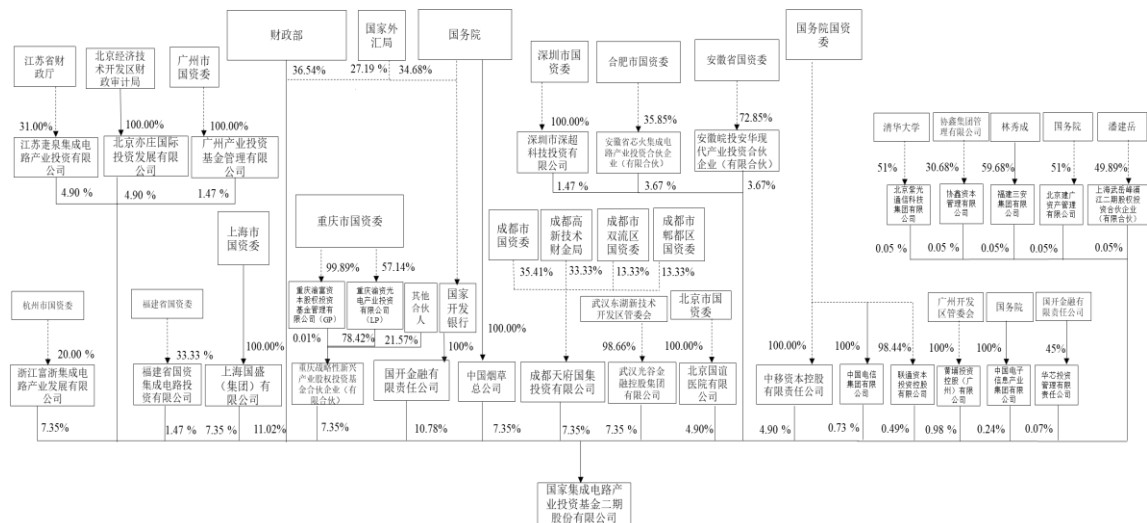 财政部
国家外
汇局
国务院
国务院国资
委
江苏省财
政厅
北京经济技
术开发区财
政审计局
广州市
国资委
深圳市国
资委
合肥市国资委
安徽省国资委
36.54%
27.19 %
34.68%
31.00%
100.00%
100.00%
100.00%
35.85%
72.85%
江苏疌泉集成电
路产业投资有限公
司
北京亦庄国际
投资发展有限
公司
广州产业投资
基金管理有限公
司
深圳市深超
科技投资有
限公司
安徽省芯火集成电
路产业投资合伙企
业（有限合伙）
安徽皖投安华现
代产业投资合伙
企业（有限合伙）
4.90 %
4.90 %
1.47 %
1.47 %
3.67 %
3.67%
清华大学
协鑫集团管
理有限公司
林秀成
国务院
潘建岳
51%
30.68%
59.68%
51%
49.89%
北京紫光
通信科技
集团有限
公司
协鑫资本
管理有限
公司
福建三安
集团有限
公司
北京建广
资产管理
有限公司
上海武岳峰浦
江二期股权投
资合伙企业
（有限合伙）
0.05 %
0.05 %
0.05%
0.05 %
0.05%
上海市
国资委
重庆市国资委
成都市
国资委
成都高
新技术
财金局
成都市
双流区
国资委
成都市
郫都区
国资委
99.89%
57.14%
35.41%
33.33%
13.33%
13.33%
重庆渝富资
本股权投资
基金管理有
限公司（GP）
重庆渝资光
电产业投资
有限公司
（LP）
其他
合伙
人
国家
开发
银行
0.01%
78.42%
21.57%
100%
100.00%
武汉东湖新技术
开发区管委会
北京市国
资委
杭州市国资委
福建省国资委
广州开发
区管委会
国务院
国开金融有
限责任公司
20.00 %
33.33 %
100.00%
98.66%
100.00%
100.00%
100%
98.44%
100%
100%
45%
浙江富浙集成电
路产业发展有限
公司
福建省国资
集成电路投
资有限公司
上海国盛
（集团）有
限公司
重庆战略性新兴
产业股权投资基
金合伙企业（有
限合伙）
国开金融有
限责任公司
中国烟草
总公司
成都天府国集
投资有限公司
武汉光谷金
融控股集团
有限公司
北京国谊
医院有限
公司
中移资本控股
有限责任公司
中国电信
集团有限
公司
联通资本
投资控股
有限公司
黄埔投资
控股（广
州）有限
公司
中国电子
信息产业
集团有限
公司
华芯投资
管理有限
责任公司
7.35%
1.47 %
7.35 %
11.02%
7.35%
10.78%
7.35%
7.35%
7.35 %
4.90%
4.90 %
0.73 %
0.49%
0.98 %
0.24%
0.07%
国家集成电路产
业投资基金二期
股份有限公司